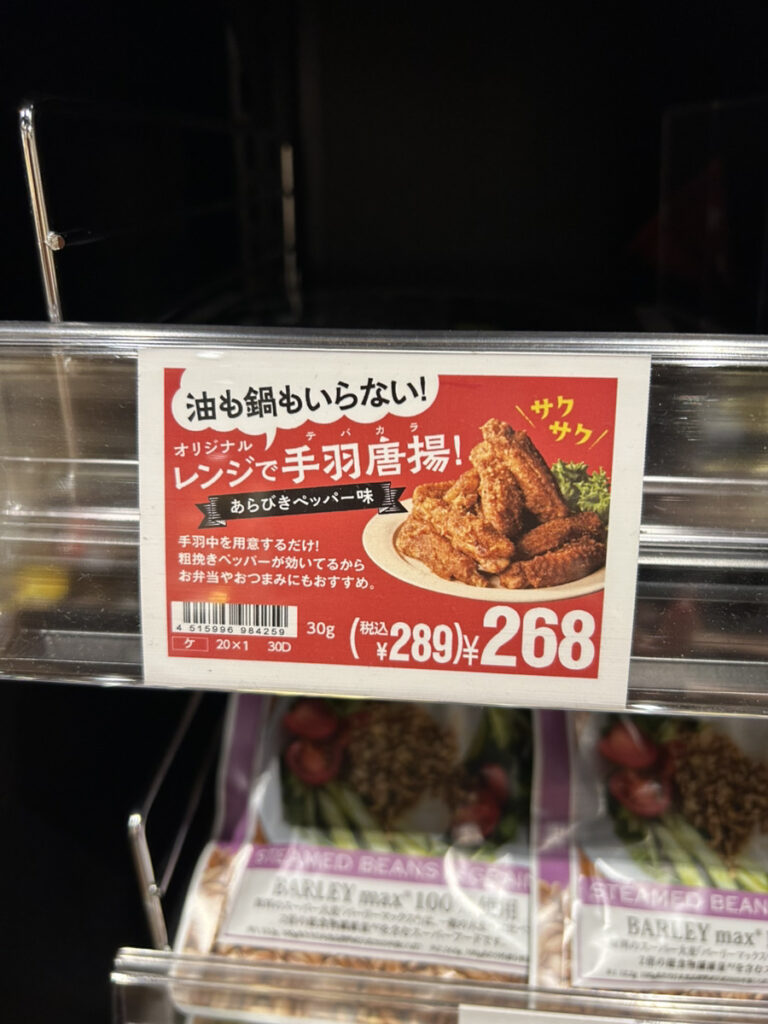 油も鍋もいらない!
サク
サク
オリジナル
テバカラ
レンジで手羽唐揚!
あらびきペッパー味
手羽中を用意するだけ!
粗挽きペッパーが効いてるから
お弁当やおつまみにもおすすめ。
4 515996 984259
ケ 20×1 30D
30g (税込¥289)¥268
STEAMED BEANS
BARLEY max® 100
使用
STEAMED BEAN
BARLEY max®